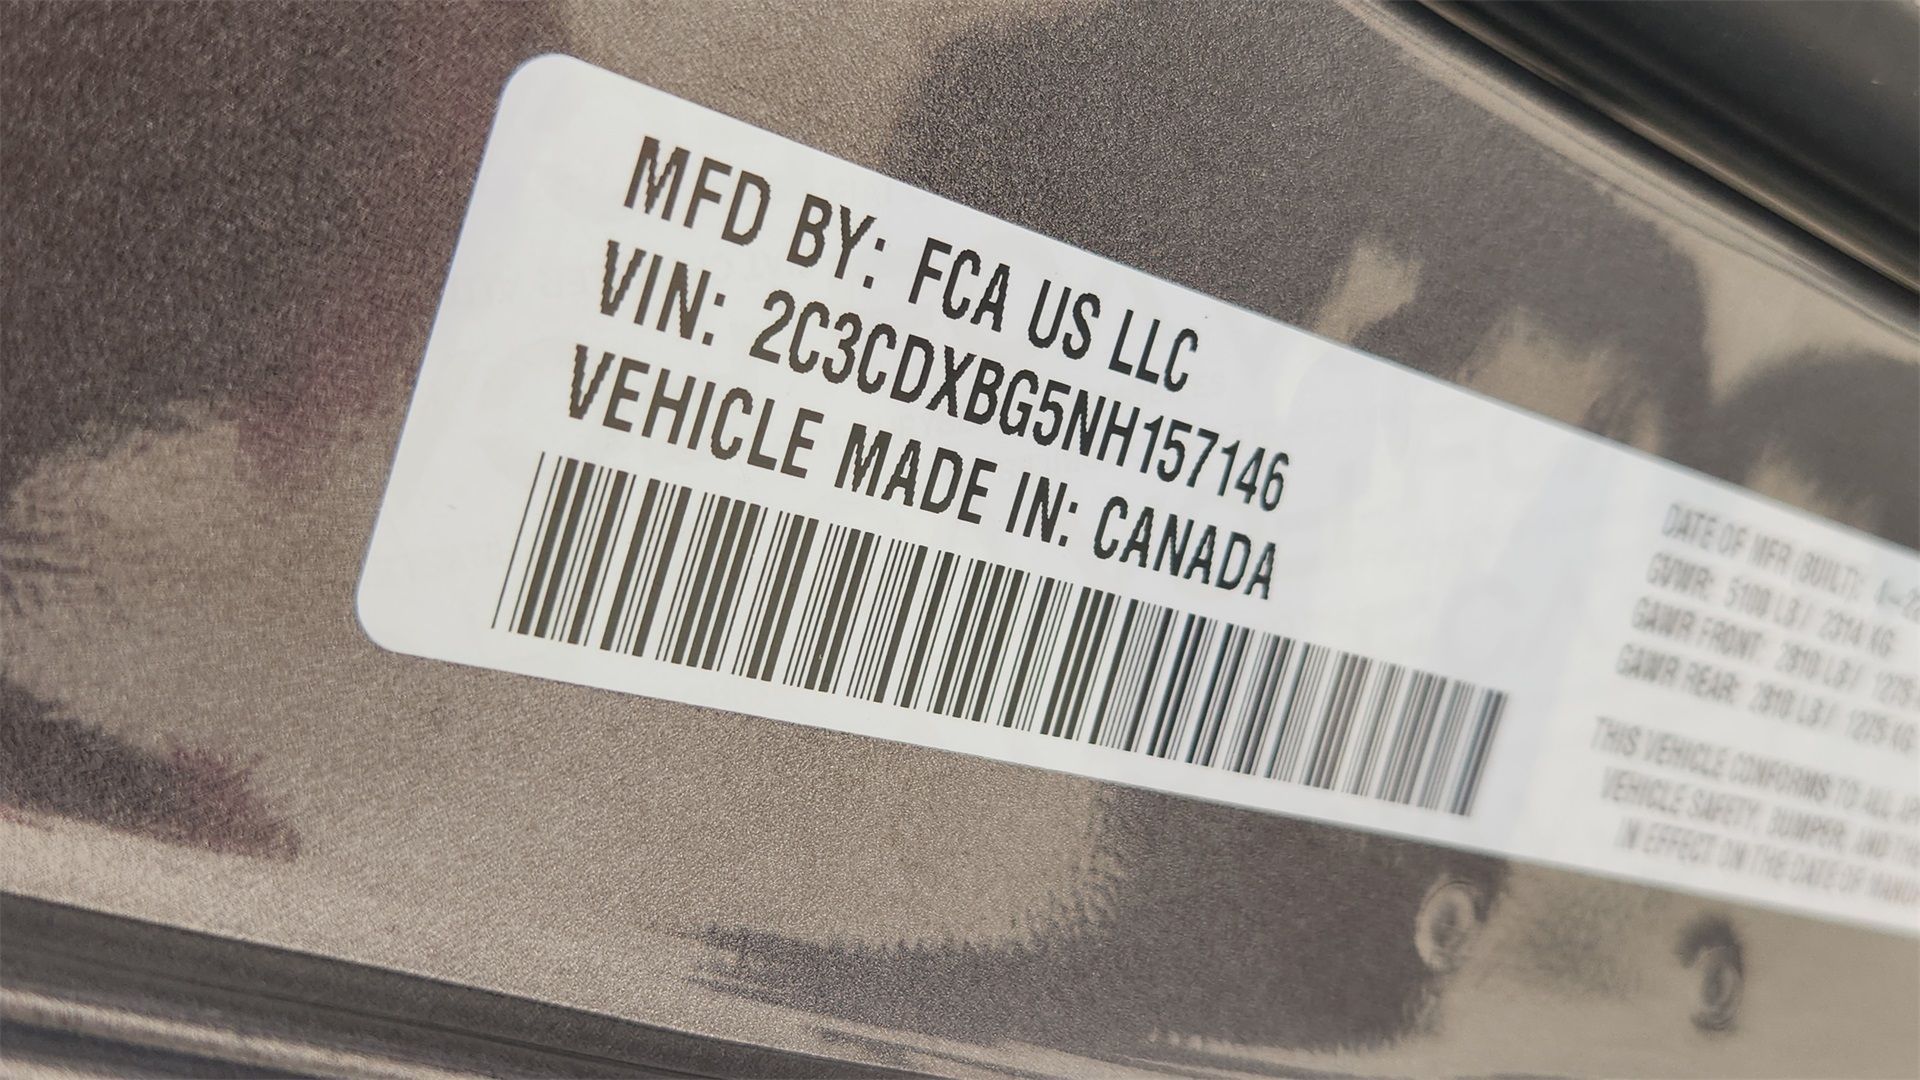 MFD BY: FCA US LLC
VIN: 2C3CDXBG5NH157146
VEHICLE MADE IN: CANADA
DATE OF MFR (BUILT):
GVWR: 5100 LB / 2314 KG
GAWR FRONT: 2810 LB / 1275
GAWR REAR: 2810 LB / 1275 KG
THIS VEHICLE CONFORMS TO ALL
VEHICLE SAFETY, BUMPER, AND
IN EFFECT ON THE DATE OF